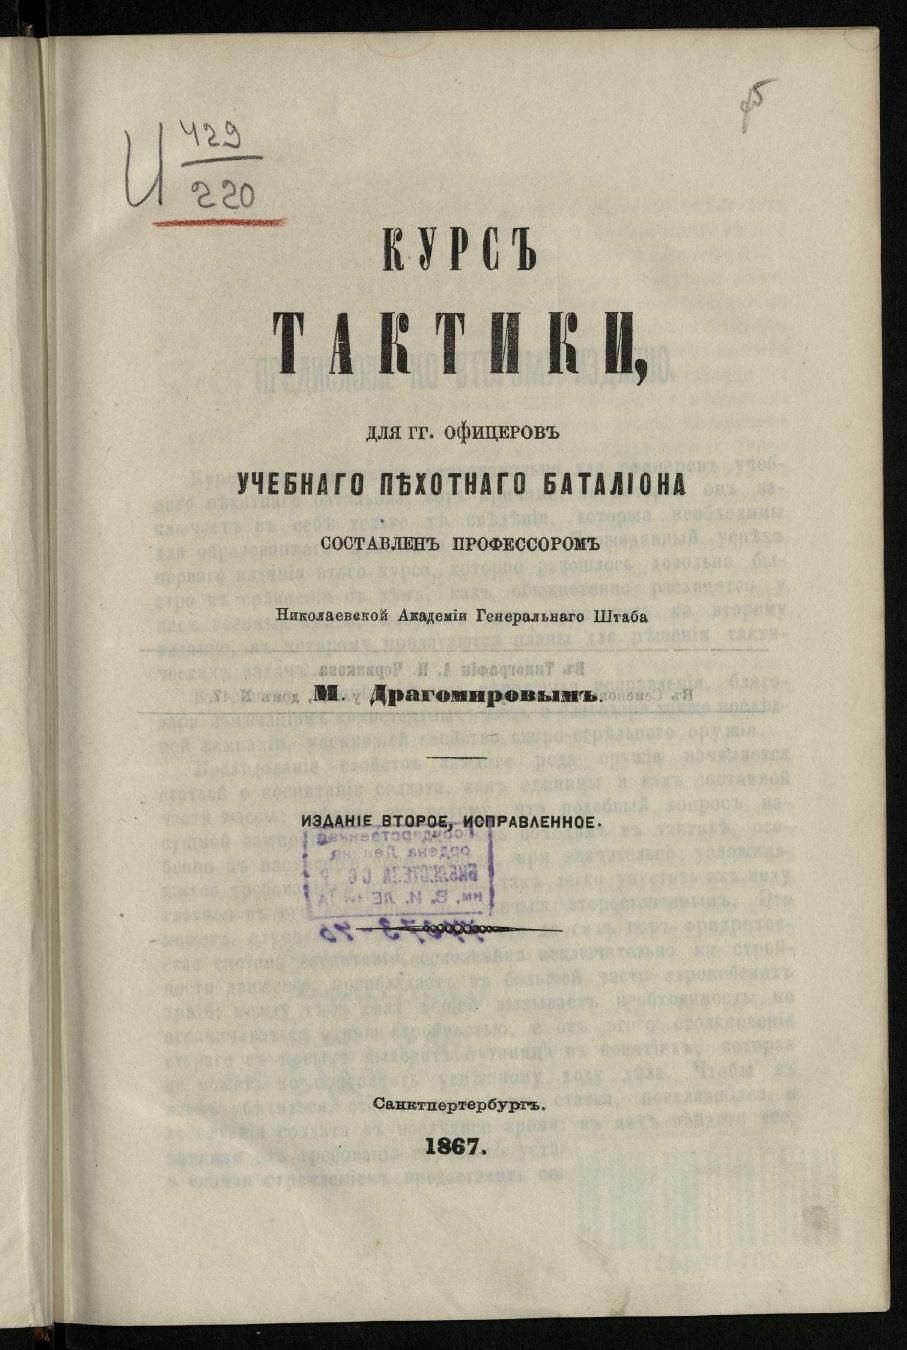 И 429
220
КУРСЪ
ТАКТИКИ,
ДЛЯ ГГ. ОФИЦЕРОВЪ
УЧЕБНАГО ПѢХОТНАГО БАТАЛІОНА
СОСТАВЛЕНЪ ПРОФЕССОРОМЪ
Николаевской Академіи Генеральнаго Штаба
М. Драгомировымъ.
ИЗДАНІЕ ВТОРОЕ, ИСПРАВЛЕННОЕ.
Санктпертербургъ.
1867.